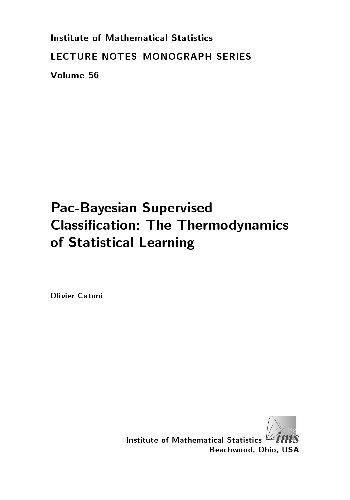 Institute of Mathematical Statistics
LECTURE NOTES–MONOGRAPH SERIES
Volume 56
Pac-Bayesian Supervised
Classification: The Thermodynamics
of Statistical Learning
Olivier Catoni
Institute of Mathematical Statistics ims
Beachwood, Ohio, USA